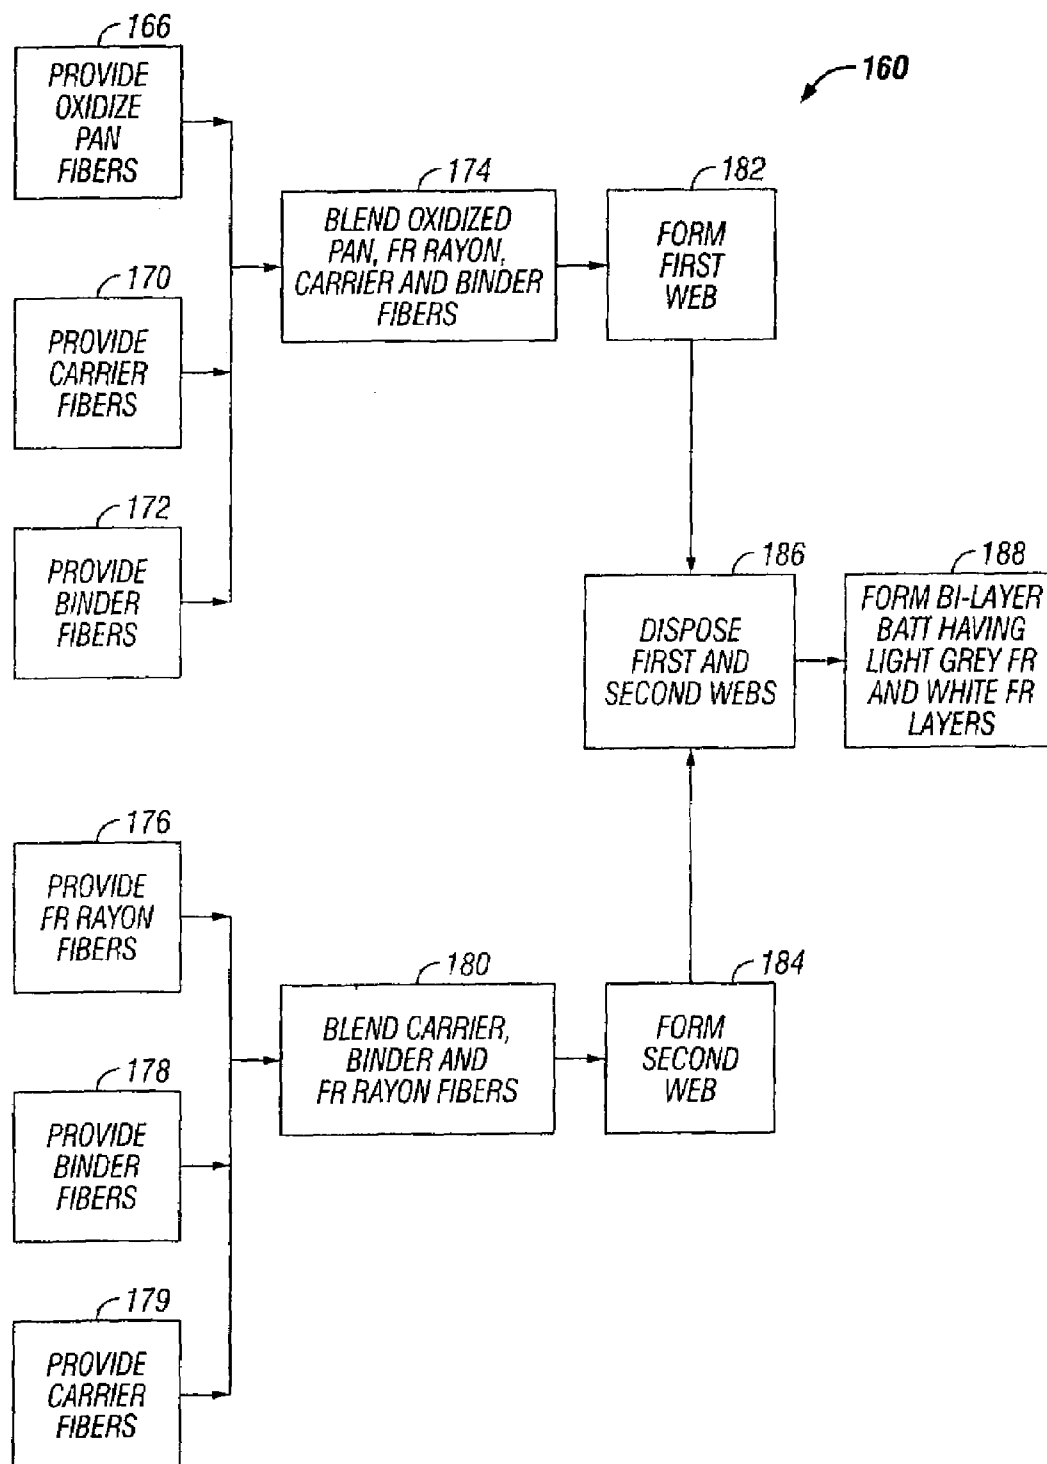 166
PROVIDE
OXIDIZE
PAN
FIBERS
160
174
BLEND OXIDIZED
PAN, FR RAYON,
CARRIER AND BINDER
FIBERS
182
FORM
FIRST
WEB
170
PROVIDE
CARRIER
FIBERS
172
PROVIDE
BINDER
FIBERS
186
DISPOSE
FIRST AND
SECOND WEBS
188
FORM BI-LAYER
BATT HAVING
LIGHT GREY FR
AND WHITE FR
LAYERS
176
PROVIDE
FR RAYON
FIBERS
180
BLEND CARRIER,
BINDER AND
FR RAYON FIBERS
184
FORM
SECOND
WEB
178
PROVIDE
BINDER
FIBERS
179
PROVIDE
CARRIER
FIBERS